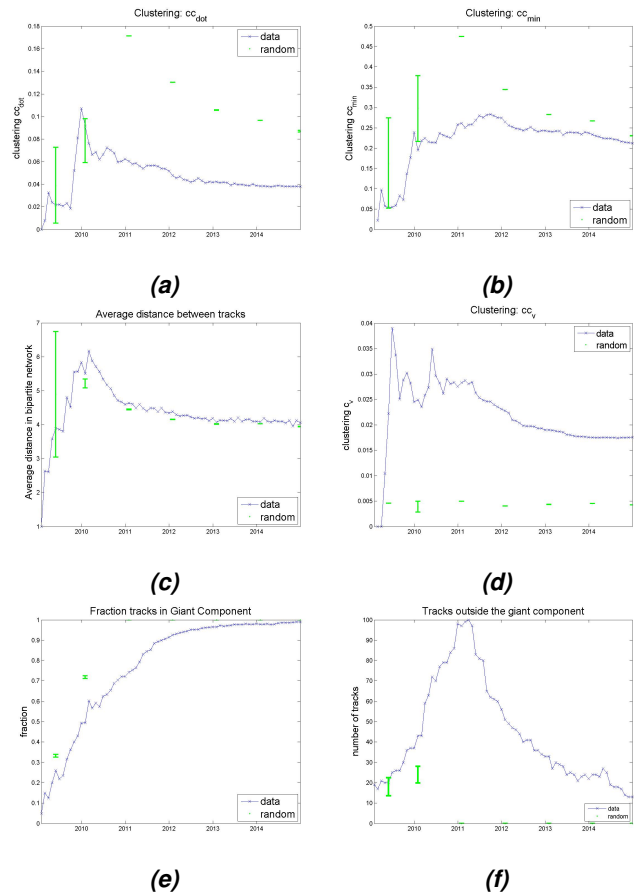 Clustering: cc_dot
0.18
0.16
0.14
0.12
0.1
0.08
0.06
0.04
0.02
0
clustering cc_dot
data
random
2010 2011 2012 2013 2014
(a)
Clustering: cc_min
0.5
0.45
0.4
0.35
0.3
0.25
0.2
0.15
0.1
0.05
0
Clustering cc_min
data
random
2010 2011 2012 2013 2014
(b)
Average distance between tracks
7
6
5
4
3
2
1
Average distance in bipartite network
data
random
2010 2011 2012 2013 2014
(c)
Clustering: cc_v
0.04
0.035
0.03
0.025
0.02
0.015
0.01
0.005
0
clustering c_v
data
random
2010 2011 2012 2013 2014
(d)
Fraction tracks in Giant Component
1
0.9
0.8
0.7
0.6
0.5
0.4
0.3
0.2
0.1
0
fraction
data
random
2010 2011 2012 2013 2014
(e)
Tracks outside the giant component
100
90
80
70
60
50
40
30
20
10
0
number of tracks
data
random
2010 2011 2012 2013 2014
(f)